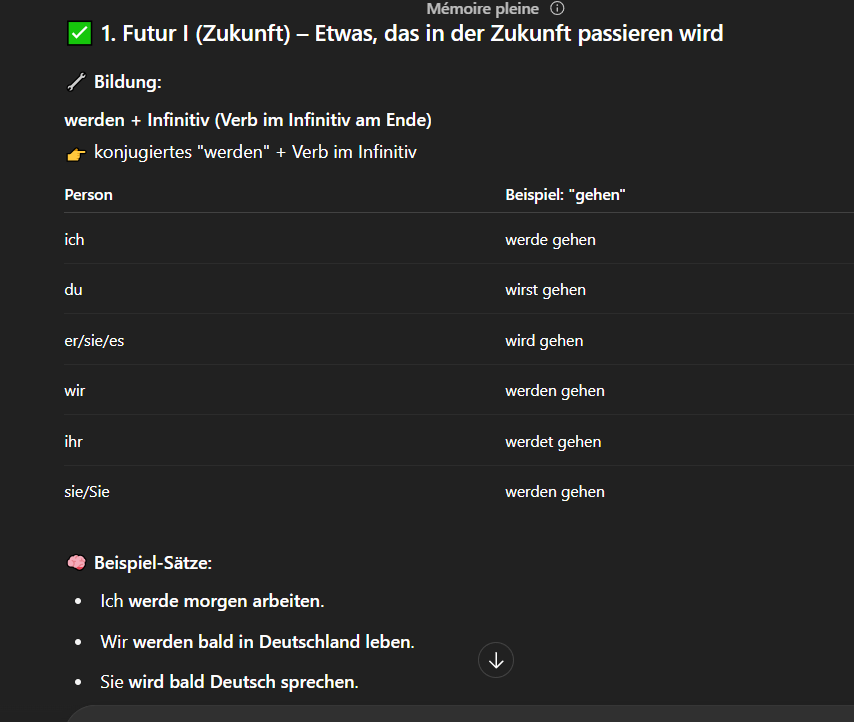 Mémoire pleine
✅ 1. Futur I (Zukunft) – Etwas, das in der Zukunft passieren wird
🔧 Bildung:
werden + Infinitiv (Verb im Infinitiv am Ende)
👉 konjugiertes "werden" + Verb im Infinitiv
Person Beispiel: "gehen"
ich werde gehen
du wirst gehen
er/sie/es wird gehen
wir werden gehen
ihr werdet gehen
sie/Sie werden gehen
🧠 Beispiel-Sätze:
• Ich werde morgen arbeiten.
• Wir werden bald in Deutschland leben.
• Sie wird bald Deutsch sprechen.